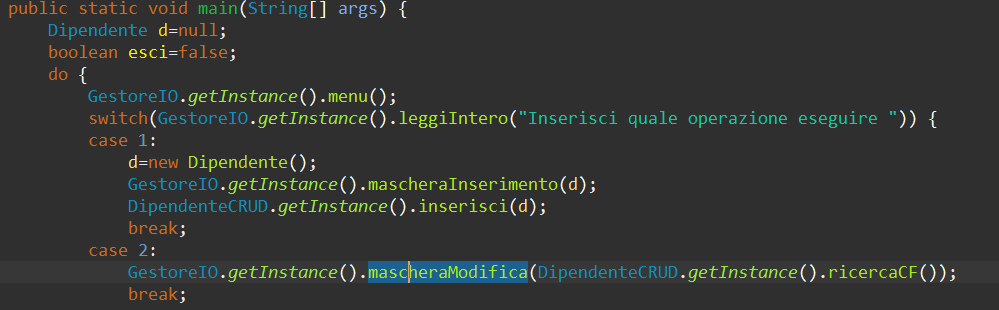 public static void main(String[] args) {
Dipendente d=null;
boolean esci=false;
do {
GestoreIO.getInstance().menu();
switch(GestoreIO.getInstance().leggiIntero("Inserisci quale operazione eseguire ")) {
case 1:
d=new Dipendente();
GestoreIO.getInstance().mascheraInserimento(d);
DipendenteCRUD.getInstance().inserisci(d);
break;
case 2:
GestoreIO.getInstance().mascheraModifica(DipendenteCRUD.getInstance().ricercaCF());
break;